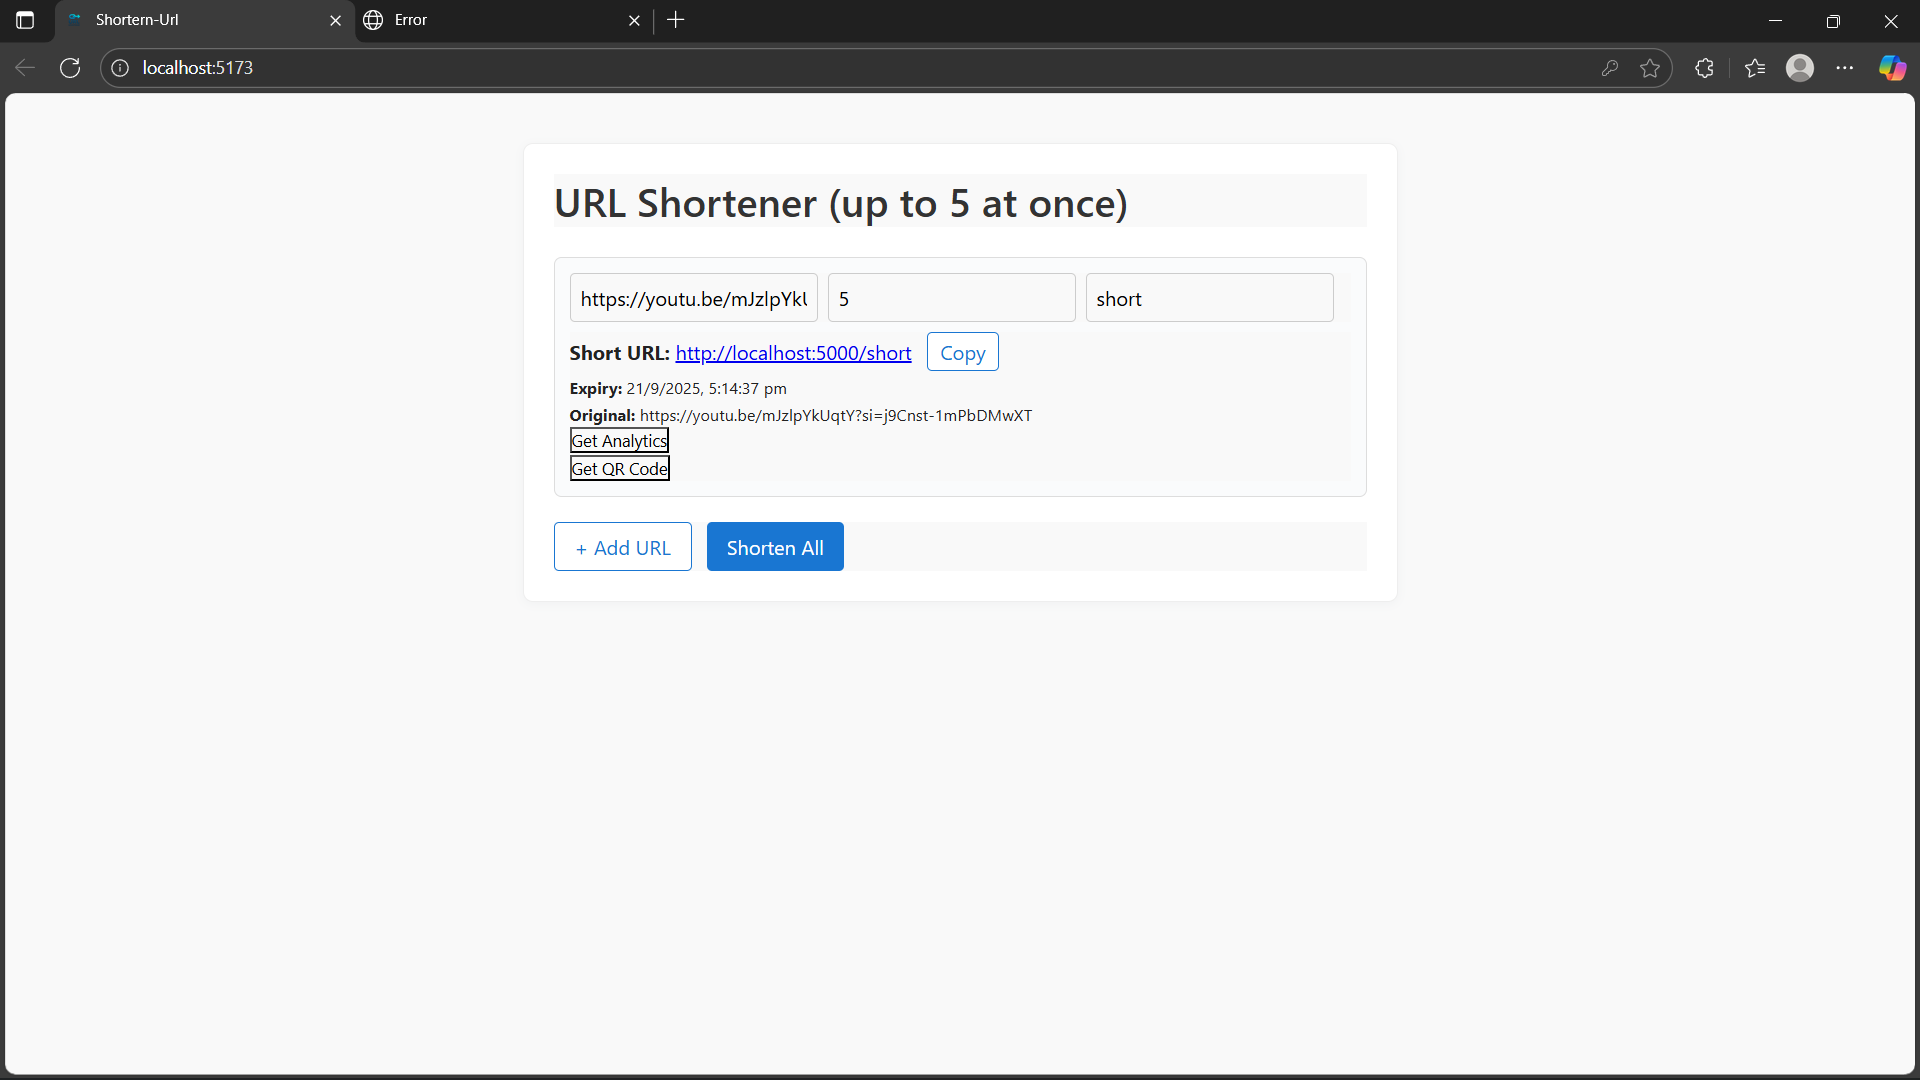 Shortern-Url
Error
localhost:5173
URL Shortener (up to 5 at once)
https://youtu.be/mJzlpYkU
5
short
Short URL: http://localhost:5000/short
Copy
Expiry: 21/9/2025, 5:14:37 pm
Original: https://youtu.be/mJzlpYkUqtY?si=j9Cnst-1mPbDMwXT
Get Analytics
Get QR Code
+ Add URL
Shorten All